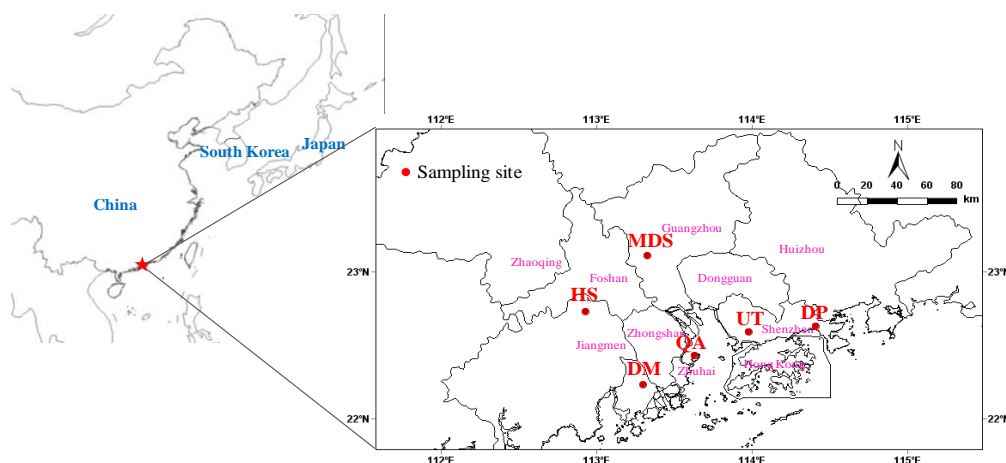 South Korea
Japan
China
112°E
113°E
114°E
115°E
Sampling site
N
0 20 40 60 80
km
Guangzhou
MDS
Huizhou
Zhaoqing
23°N
23°N
Foshan
Dongguan
HS
UT
DP
Shenzhen
Zhongshan
Jiangmen
QA
Hong Kong
Zhuhai
DM
22°N
22°N
112°E
113°E
114°E
115°E